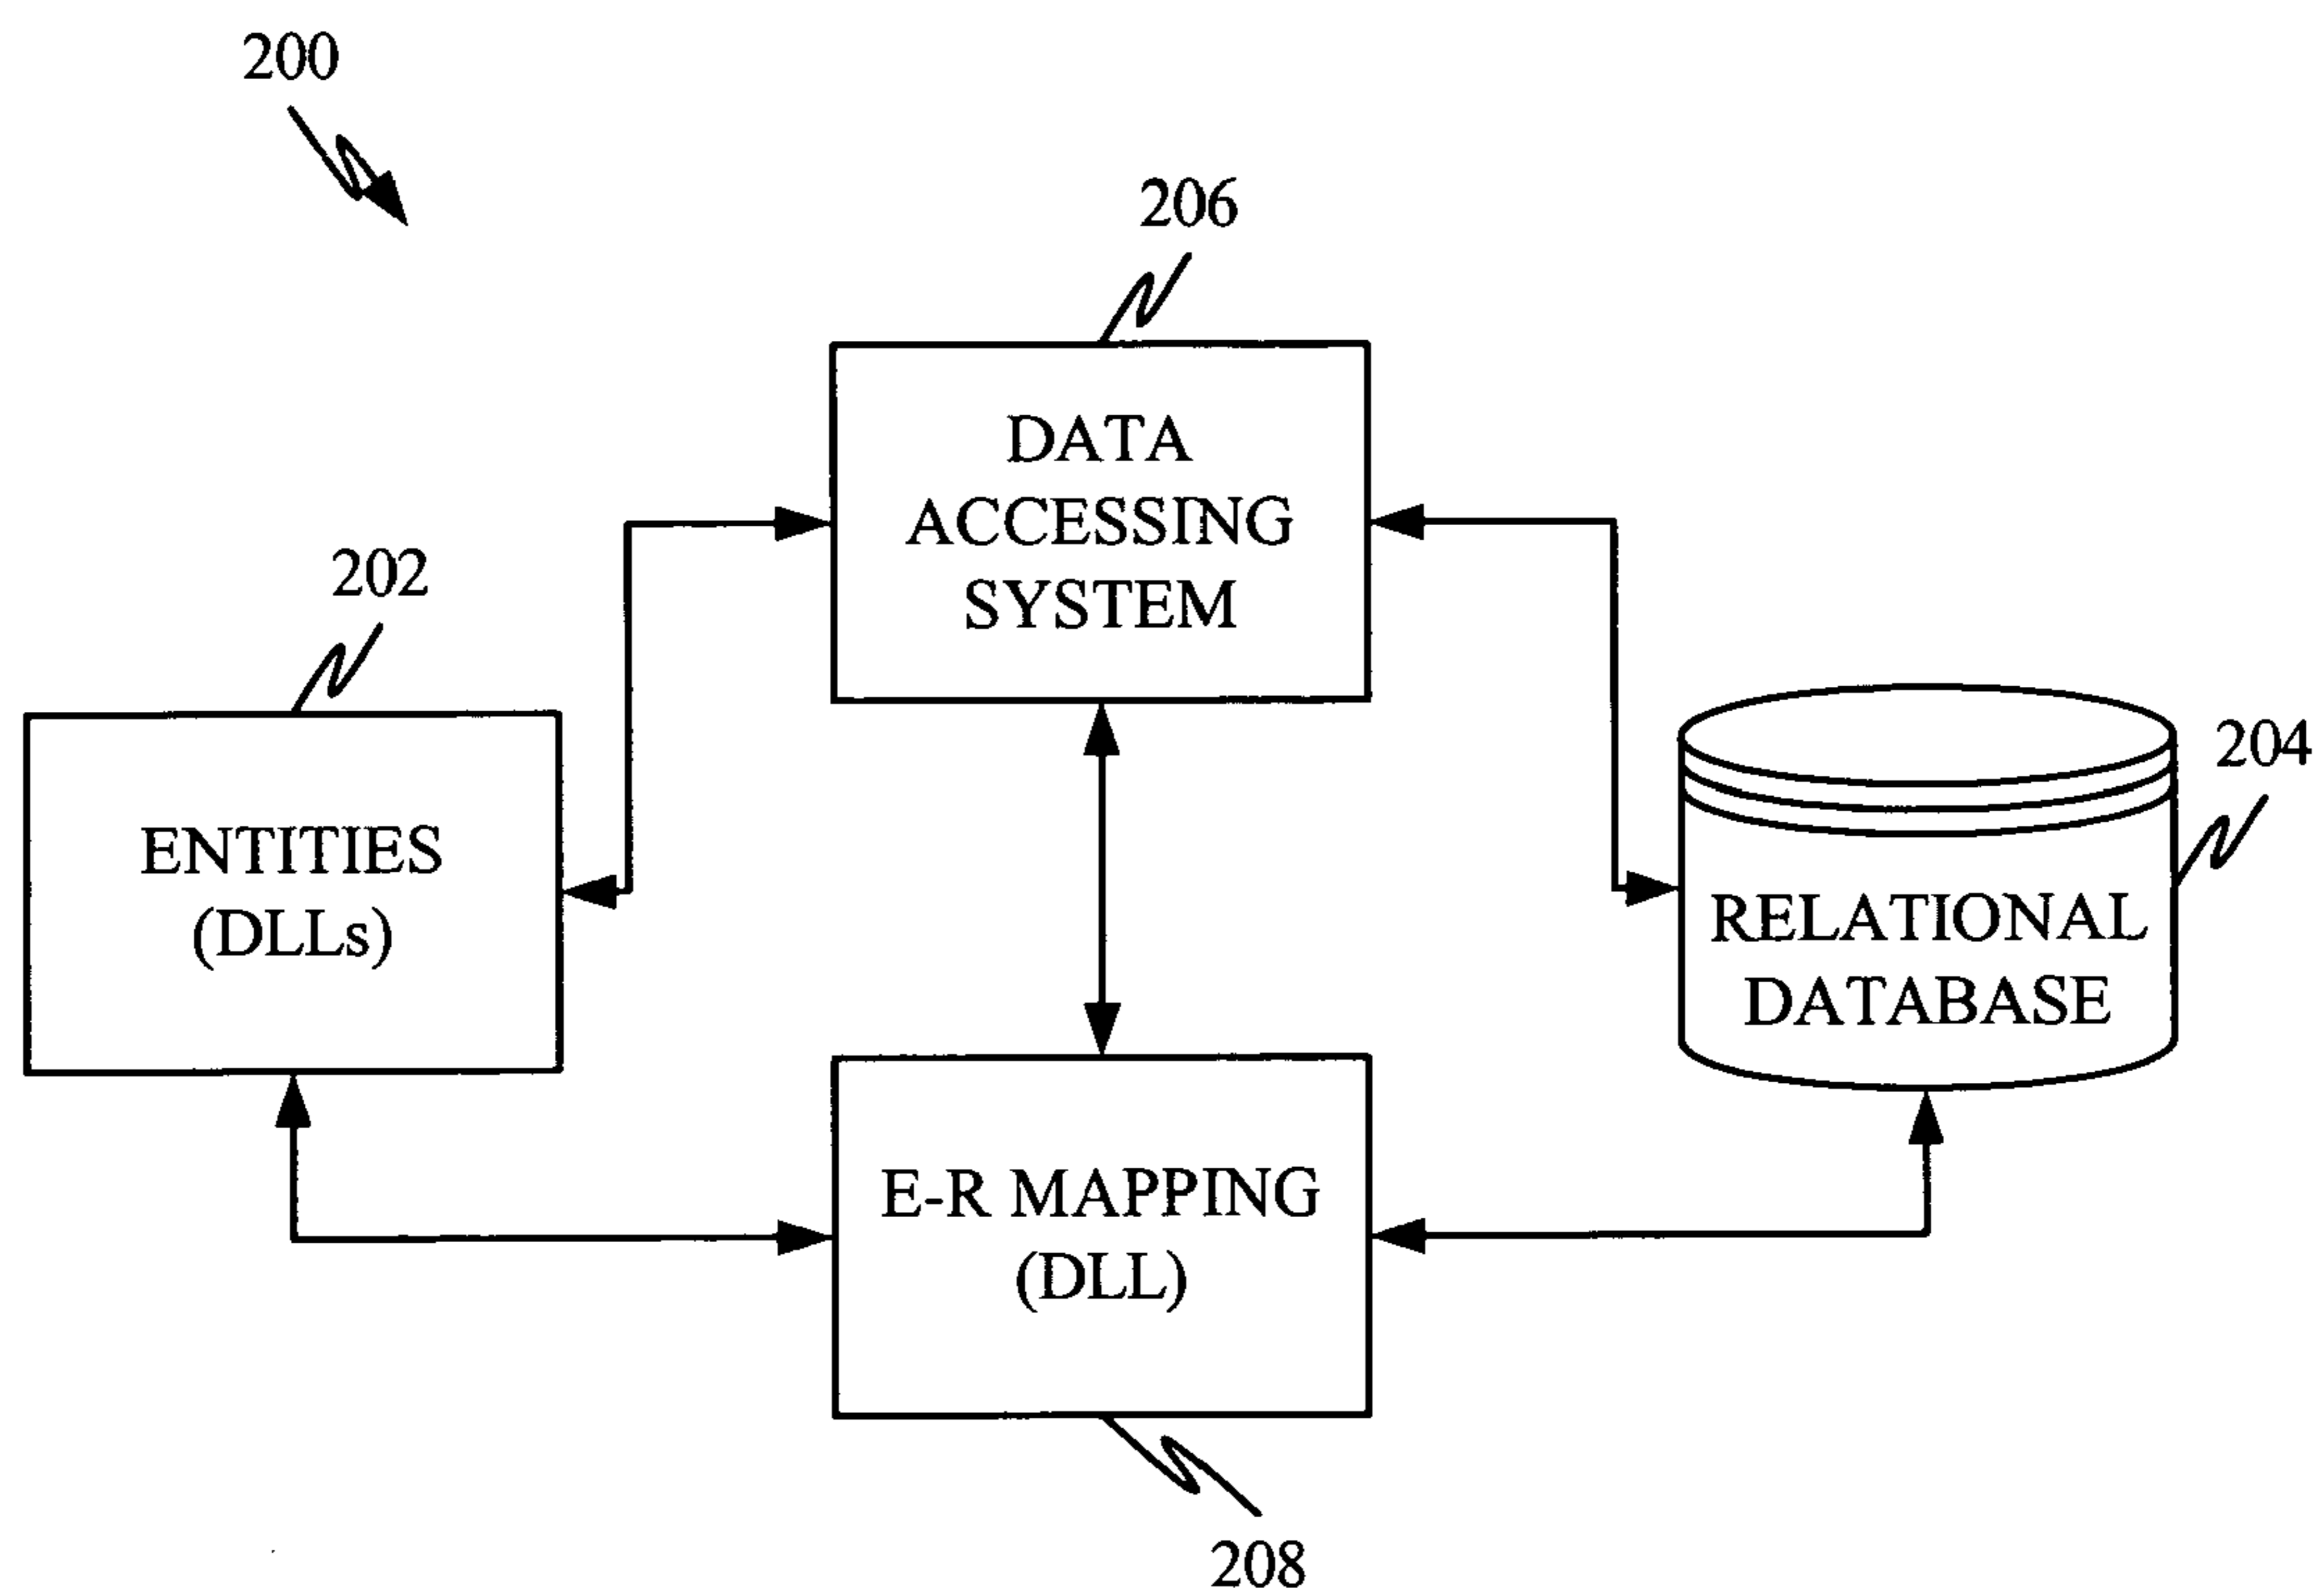 200
206
DATA
ACCESSING
SYSTEM
202
204
ENTITIES
(DLLs)
RELATIONAL
DATABASE
E-R MAPPING
(DLL)
208